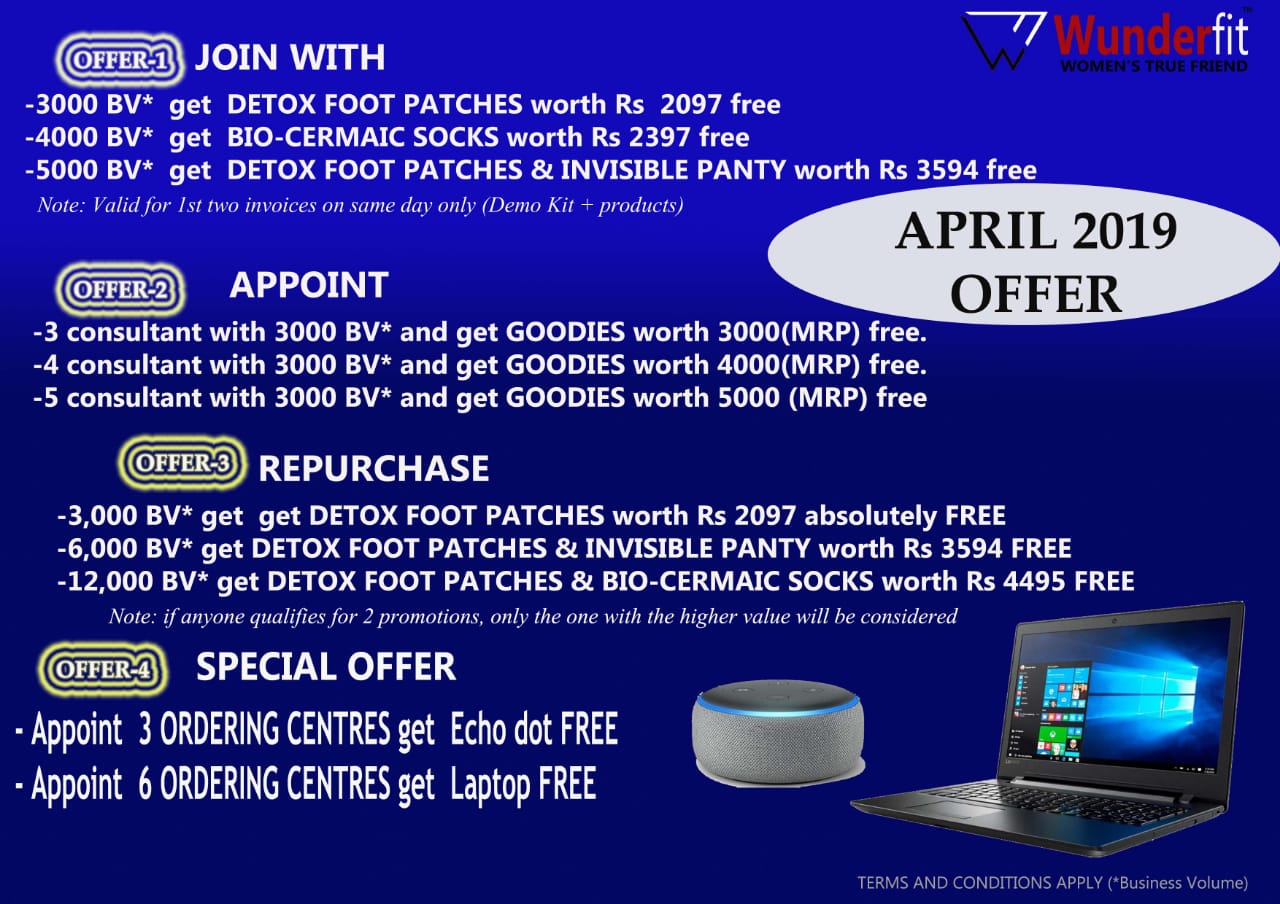 Wunderfit™
WOMEN'S TRUE FRIEND
OFFER-1 JOIN WITH
-3000 BV* get DETOX FOOT PATCHES worth Rs 2097 free
-4000 BV* get BIO-CERMAIC SOCKS worth Rs 2397 free
-5000 BV* get DETOX FOOT PATCHES & INVISIBLE PANTY worth Rs 3594 free
Note: Valid for 1st two invoices on same day only (Demo Kit + products)
APRIL 2019
OFFER
OFFER-2 APPOINT
-3 consultant with 3000 BV* and get GOODIES worth 3000(MRP) free.
-4 consultant with 3000 BV* and get GOODIES worth 4000(MRP) free.
-5 consultant with 3000 BV* and get GOODIES worth 5000 (MRP) free
OFFER-3 REPURCHASE
-3,000 BV* get get DETOX FOOT PATCHES worth Rs 2097 absolutely FREE
-6,000 BV* get DETOX FOOT PATCHES & INVISIBLE PANTY worth Rs 3594 FREE
-12,000 BV* get DETOX FOOT PATCHES & BIO-CERMAIC SOCKS worth Rs 4495 FREE
Note: if anyone qualifies for 2 promotions, only the one with the higher value will be considered
OFFER-4 SPECIAL OFFER
- Appoint 3 ORDERING CENTRES get Echo dot FREE
- Appoint 6 ORDERING CENTRES get Laptop FREE
TERMS AND CONDITIONS APPLY (*Business Volume)